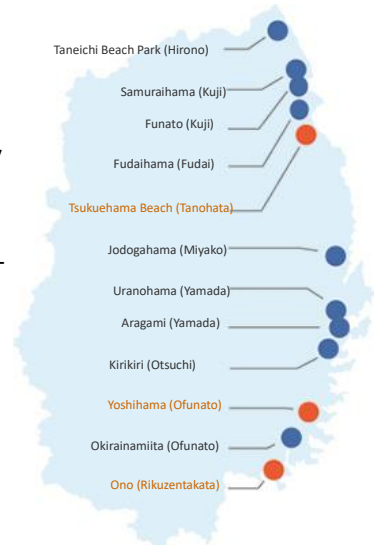 Taneichi Beach Park (Hirono)
Samuraihama (Kuji)
Funato (Kuji)
Fudaihama (Fudai)
Tsukuehama Beach (Tanohata)
Jodogahama (Miyako)
Uranohama (Yamada)
Aragami (Yamada)
Kirikiri (Otsuchi)
Yoshihama (Ofunato)
Okirainamiita (Ofunato)
Ono (Rikuzentakata)